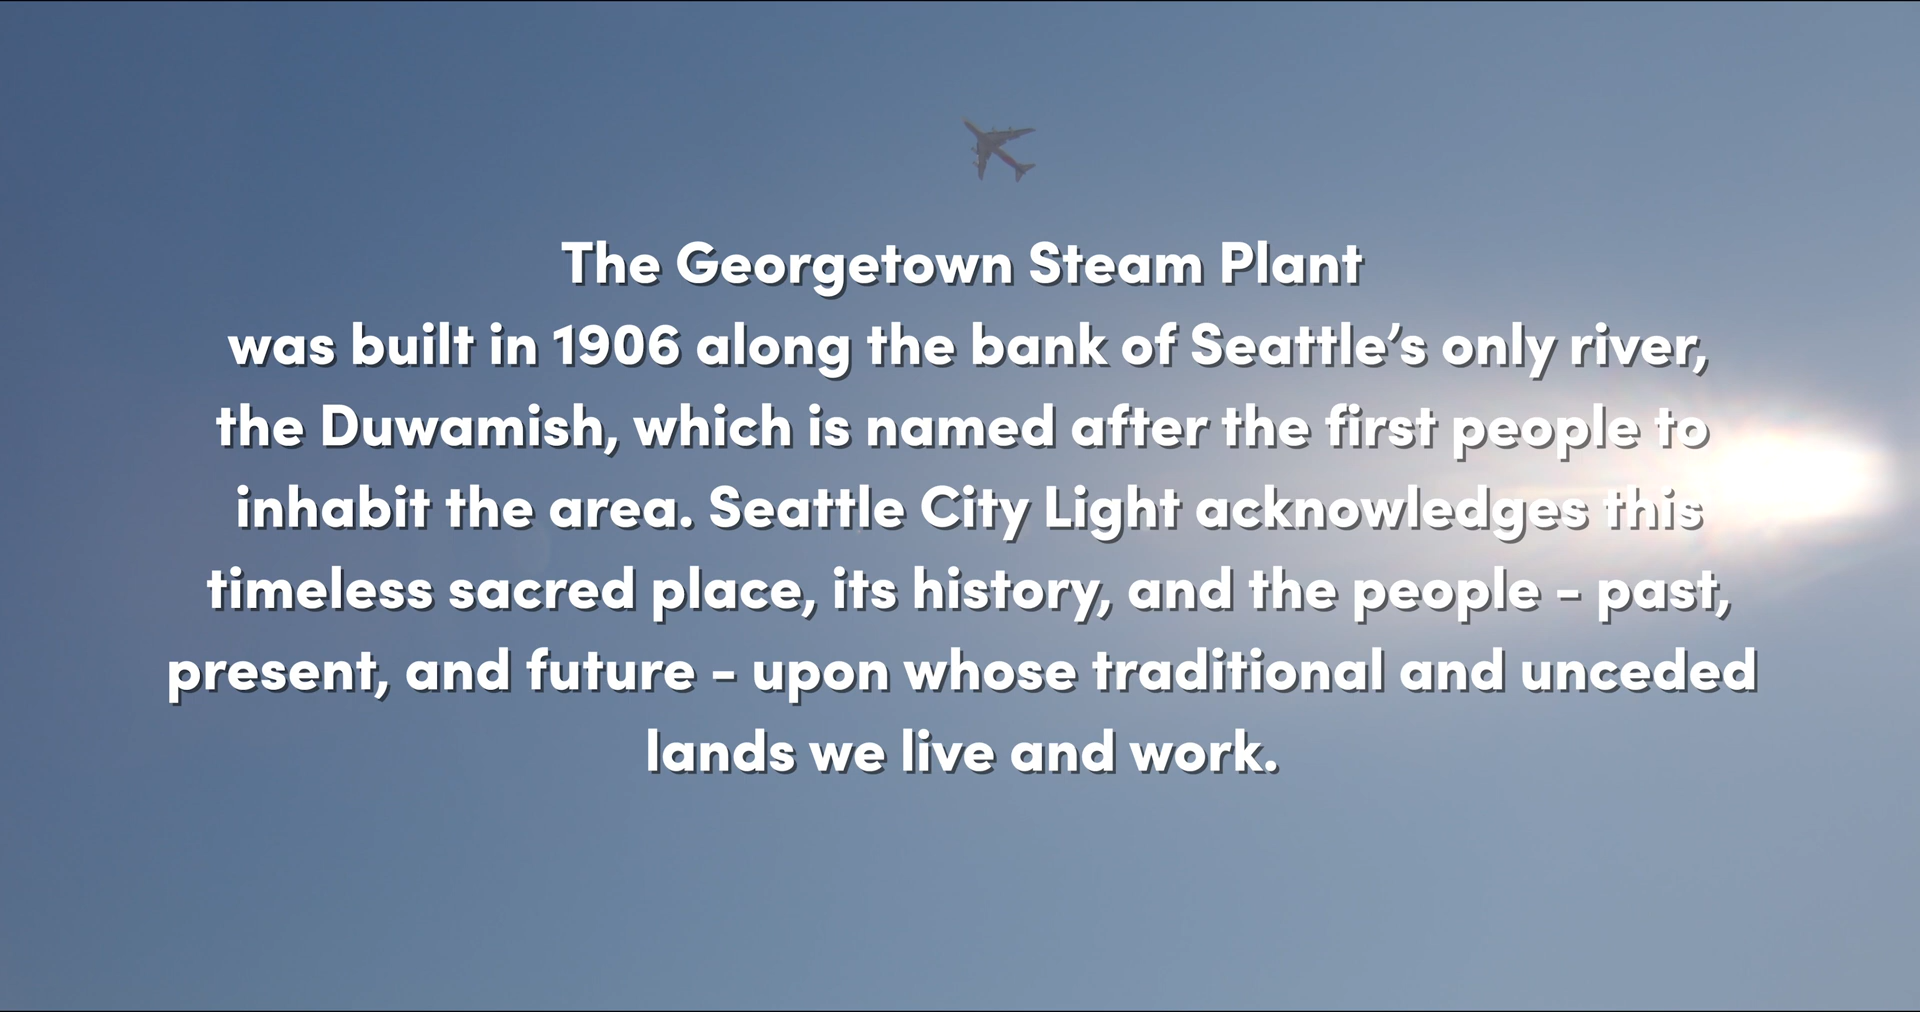 The Georgetown Steam Plant
was built in 1906 along the bank of Seattle’s only river,
the Duwamish, which is named after the first people to
inhabit the area. Seattle City Light acknowledges this
timeless sacred place, its history, and the people - past,
present, and future - upon whose traditional and unceded
lands we live and work.